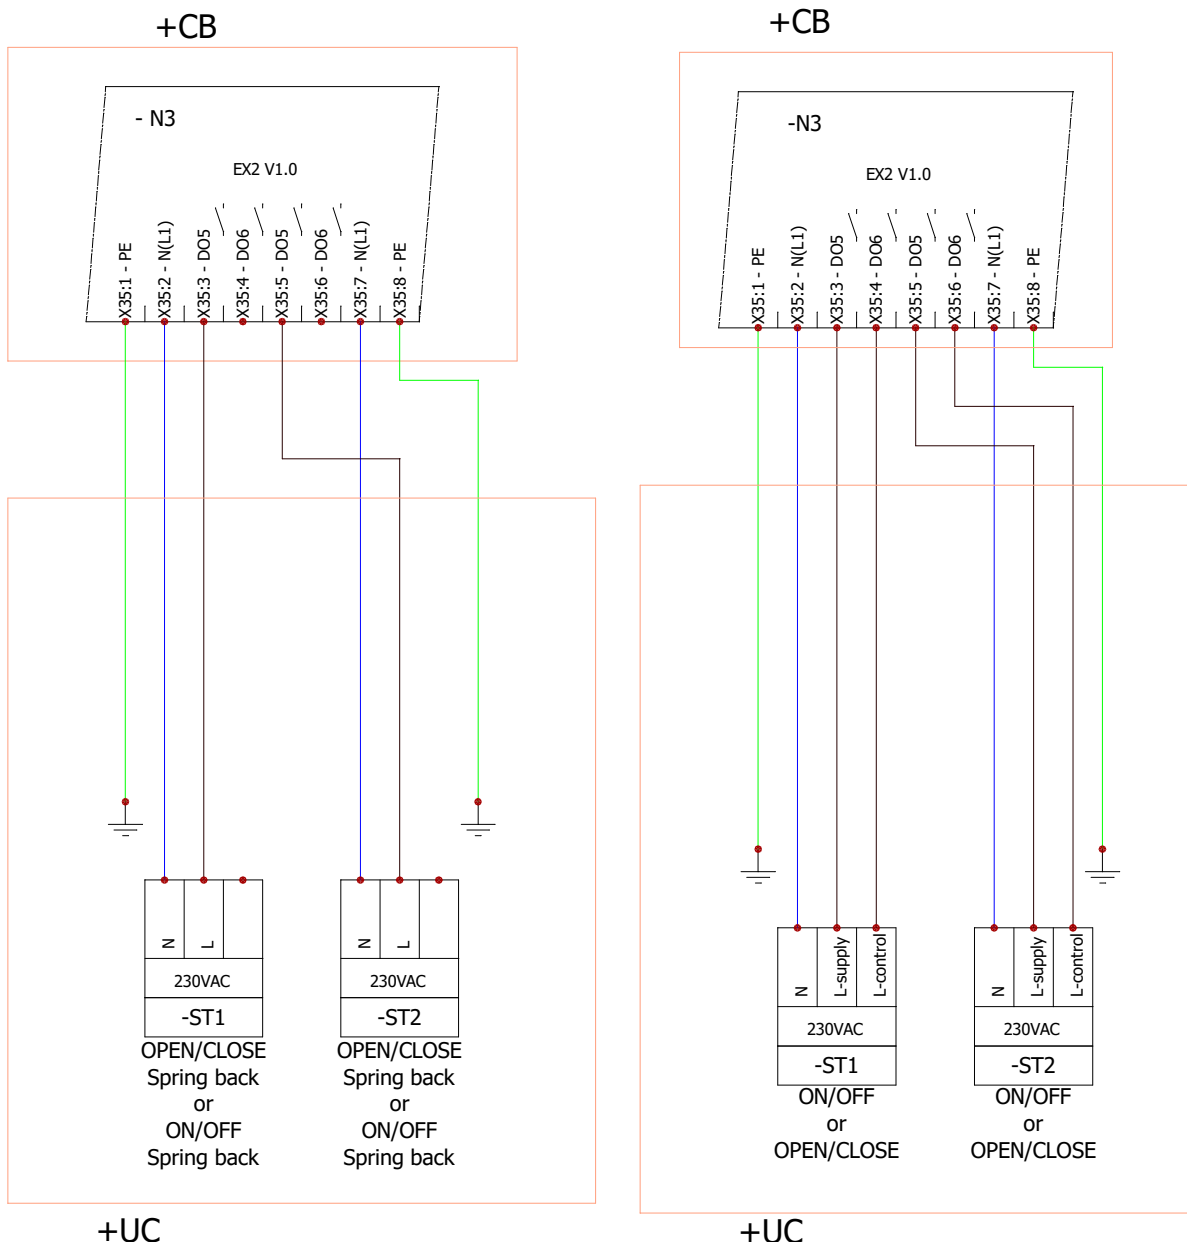 +CB
- N3
EX2 V1.0
X35:1 - PE
X35:2 - N(L1)
X35:3 - DO5
X35:4 - DO6
X35:5 - DO5
X35:6 - DO6
X35:7 - N(L1)
X35:8 - PE
N
L
230VAC
-ST1
OPEN/CLOSE
Spring back
or
ON/OFF
Spring back
N
L
230VAC
-ST2
OPEN/CLOSE
Spring back
or
ON/OFF
Spring back
+UC
+CB
-N3
EX2 V1.0
X35:1 - PE
X35:2 - N(L1)
X35:3 - DO5
X35:4 - DO6
X35:5 - DO5
X35:6 - DO6
X35:7 - N(L1)
X35:8 - PE
N
L-supply
L-control
230VAC
-ST1
ON/OFF
or
OPEN/CLOSE
N
L-supply
L-control
230VAC
-ST2
ON/OFF
or
OPEN/CLOSE
+UC